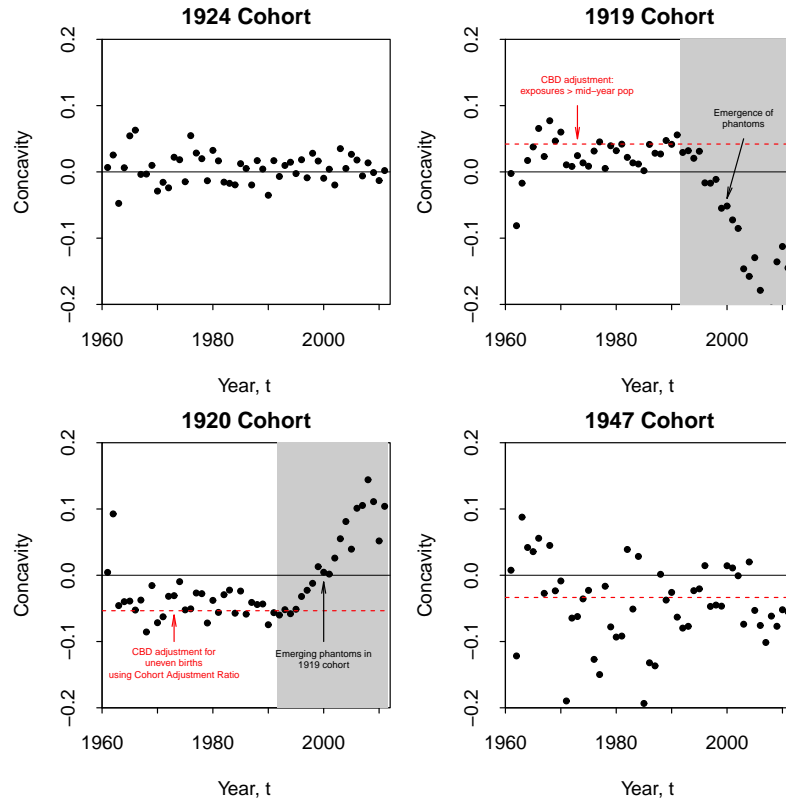 1924 Cohort
0.2
0.1
0.0
−0.1
−0.2
Concavity
1960
1980
2000
Year, t
1919 Cohort
0.2
0.1
0.0
−0.1
−0.2
Concavity
CBD adjustment:
exposures > mid−year pop
Emergence of
phantoms
1960
1980
2000
Year, t
1920 Cohort
0.2
0.1
0.0
−0.1
−0.2
Concavity
CBD adjustment for
uneven births
using Cohort Adjustment Ratio
Emerging phantoms in
1919 cohort
1960
1980
2000
Year, t
1947 Cohort
0.2
0.1
0.0
−0.1
−0.2
Concavity
1960
1980
2000
Year, t